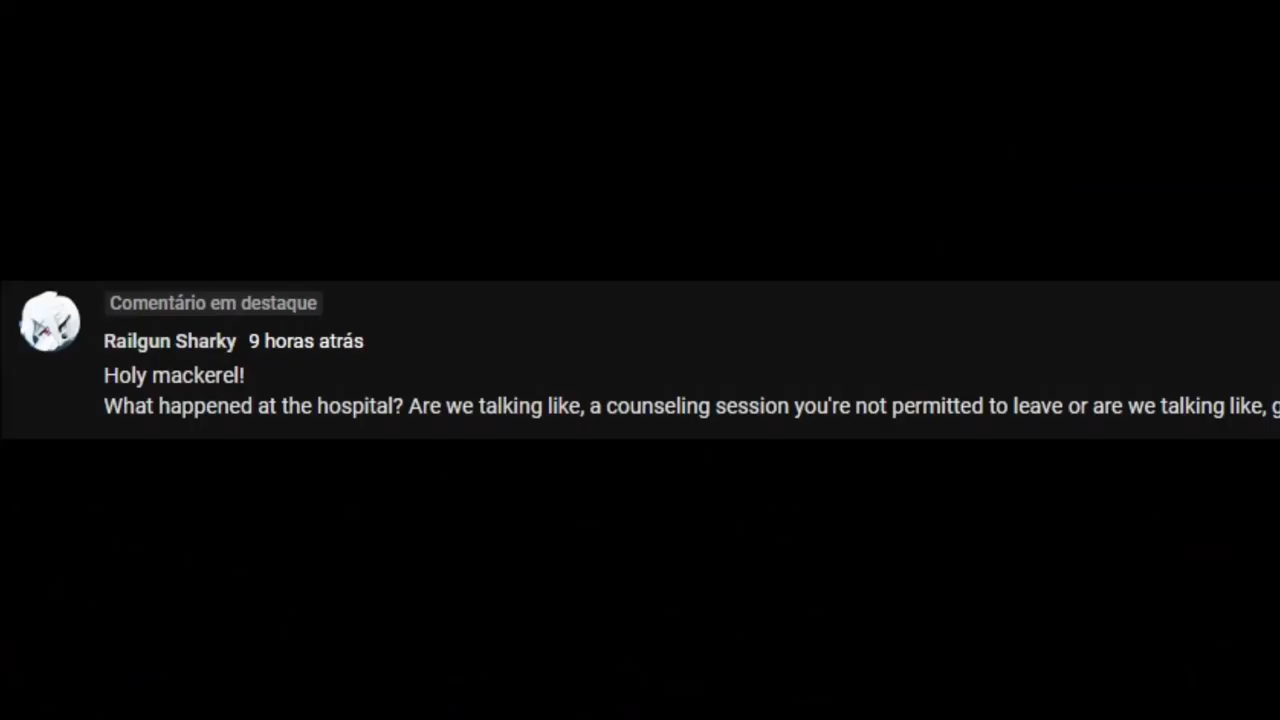 Comentário em destaque
Railgun Sharky 9 horas atrás
Holy mackerel!
What happened at the hospital? Are we talking like, a counseling session you're not permitted to leave or are we talking like,